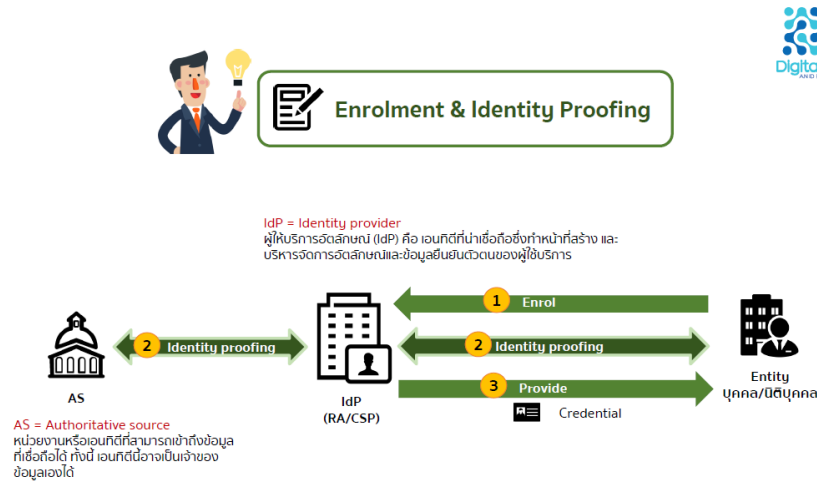 Enrolment & Identity Proofing
IdP = Identity provider
ผู้ให้บริการอัตลักษณ์ (IdP) คือ เอนทิตีที่น่าเชื่อถือซึ่งทำหน้าที่สร้าง และ
บริหารจัดการอัตลักษณ์และข้อมูลยืนยันตัวตนของผู้ใช้บริการ
1 Enrol
2 Identity proofing
2 Identity proofing
3 Provide
Credential
AS
IdP
(RA/CSP)
Entity
บุคคล/นิติบุคคล
AS = Authoritative source
หน่วยงานหรือเอนทิตีที่สามารถเข้าถึงข้อมูล
ที่เชื่อถือได้ ทั้งนี้ เอนทิตีนี้อาจเป็นเจ้าของ
ข้อมูลเองได้